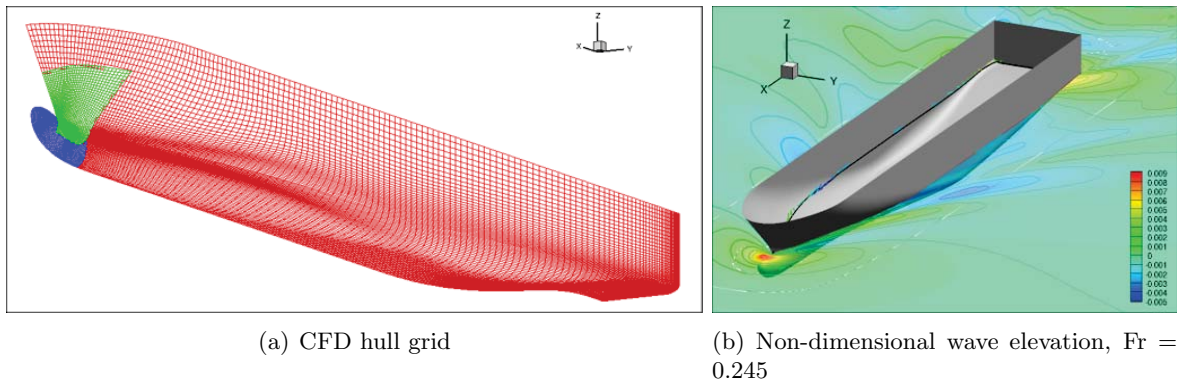 Z
X
Y
Z
X
Y
0.009
0.008
0.007
0.006
0.005
0.004
0.003
0.002
0.001
0
-0.001
-0.002
-0.003
-0.004
-0.005
(a) CFD hull grid
(b) Non-dimensional wave elevation, Fr =
0.245